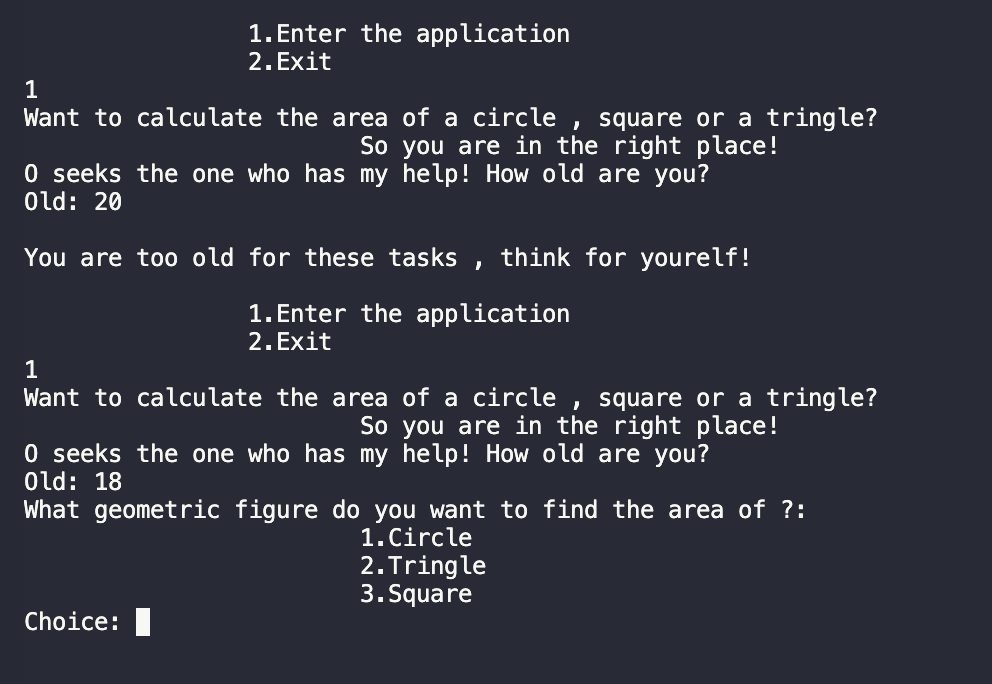 1.Enter the application
2.Exit
1
Want to calculate the area of a circle , square or a tringle?
So you are in the right place!
O seeks the one who has my help! How old are you?
Old: 20
You are too old for these tasks , think for yourelf!
1.Enter the application
2.Exit
1
Want to calculate the area of a circle , square or a tringle?
So you are in the right place!
O seeks the one who has my help! How old are you?
Old: 18
What geometric figure do you want to find the area of ?:
1.Circle
2.Tringle
3.Square
Choice: